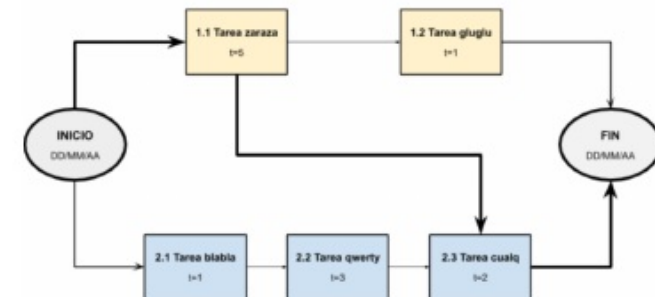 1.1 Tarea zaraza
t=5
1.2 Tarea gluglu
t=1
INICIO
DD/MM/AA
FIN
DD/MM/AA
2.1 Tarea blabla
t=1
2.2 Tarea qwerty
t=3
2.3 Tarea cualq
t=2